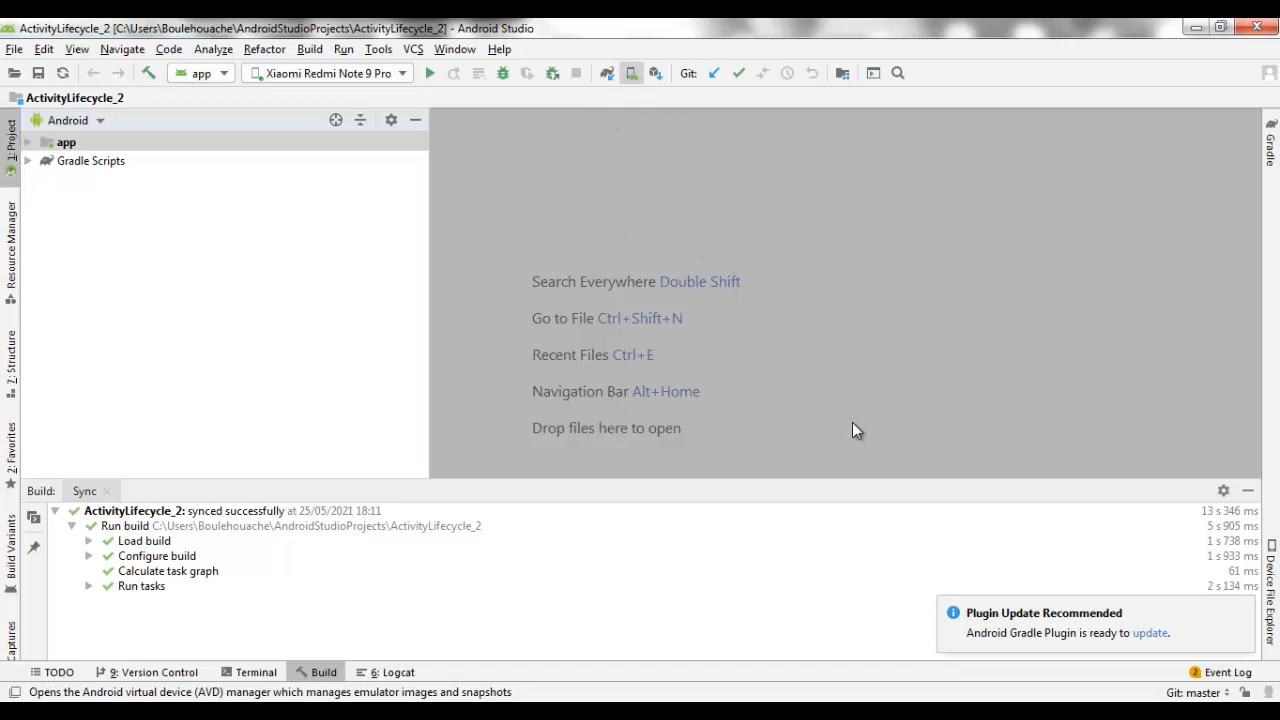 ActivityLifecycle_2 [C:\Users\Boulehouache\AndroidStudioProjects\ActivityLifecycle_2] - Android Studio
File Edit View Navigate Code Analyze Refactor Build Run Tools VCS Window Help
app Xiaomi Redmi Note 9 Pro Git:
ActivityLifecycle_2
Android
app
Gradle Scripts
1: Project
Resource Manager
7: Structure
2: Favorites
Build Variants
Captures
Gradle
Device File Explorer
Search Everywhere Double Shift
Go to File Ctrl+Shift+N
Recent Files Ctrl+E
Navigation Bar Alt+Home
Drop files here to open
Build: Sync
ActivityLifecycle_2: synced successfully at 25/05/2021 18:11 13 s 346 ms
Run build C:\Users\Boulehouache\AndroidStudioProjects\ActivityLifecycle_2 5 s 905 ms
Load build 1 s 738 ms
Configure build 1 s 933 ms
Calculate task graph 61 ms
Run tasks 2 s 134 ms
Plugin Update Recommended
Android Gradle Plugin is ready to update.
TODO 9: Version Control Terminal Build 6: Logcat 2 Event Log
Opens the Android virtual device (AVD) manager which manages emulator images and snapshots Git: master